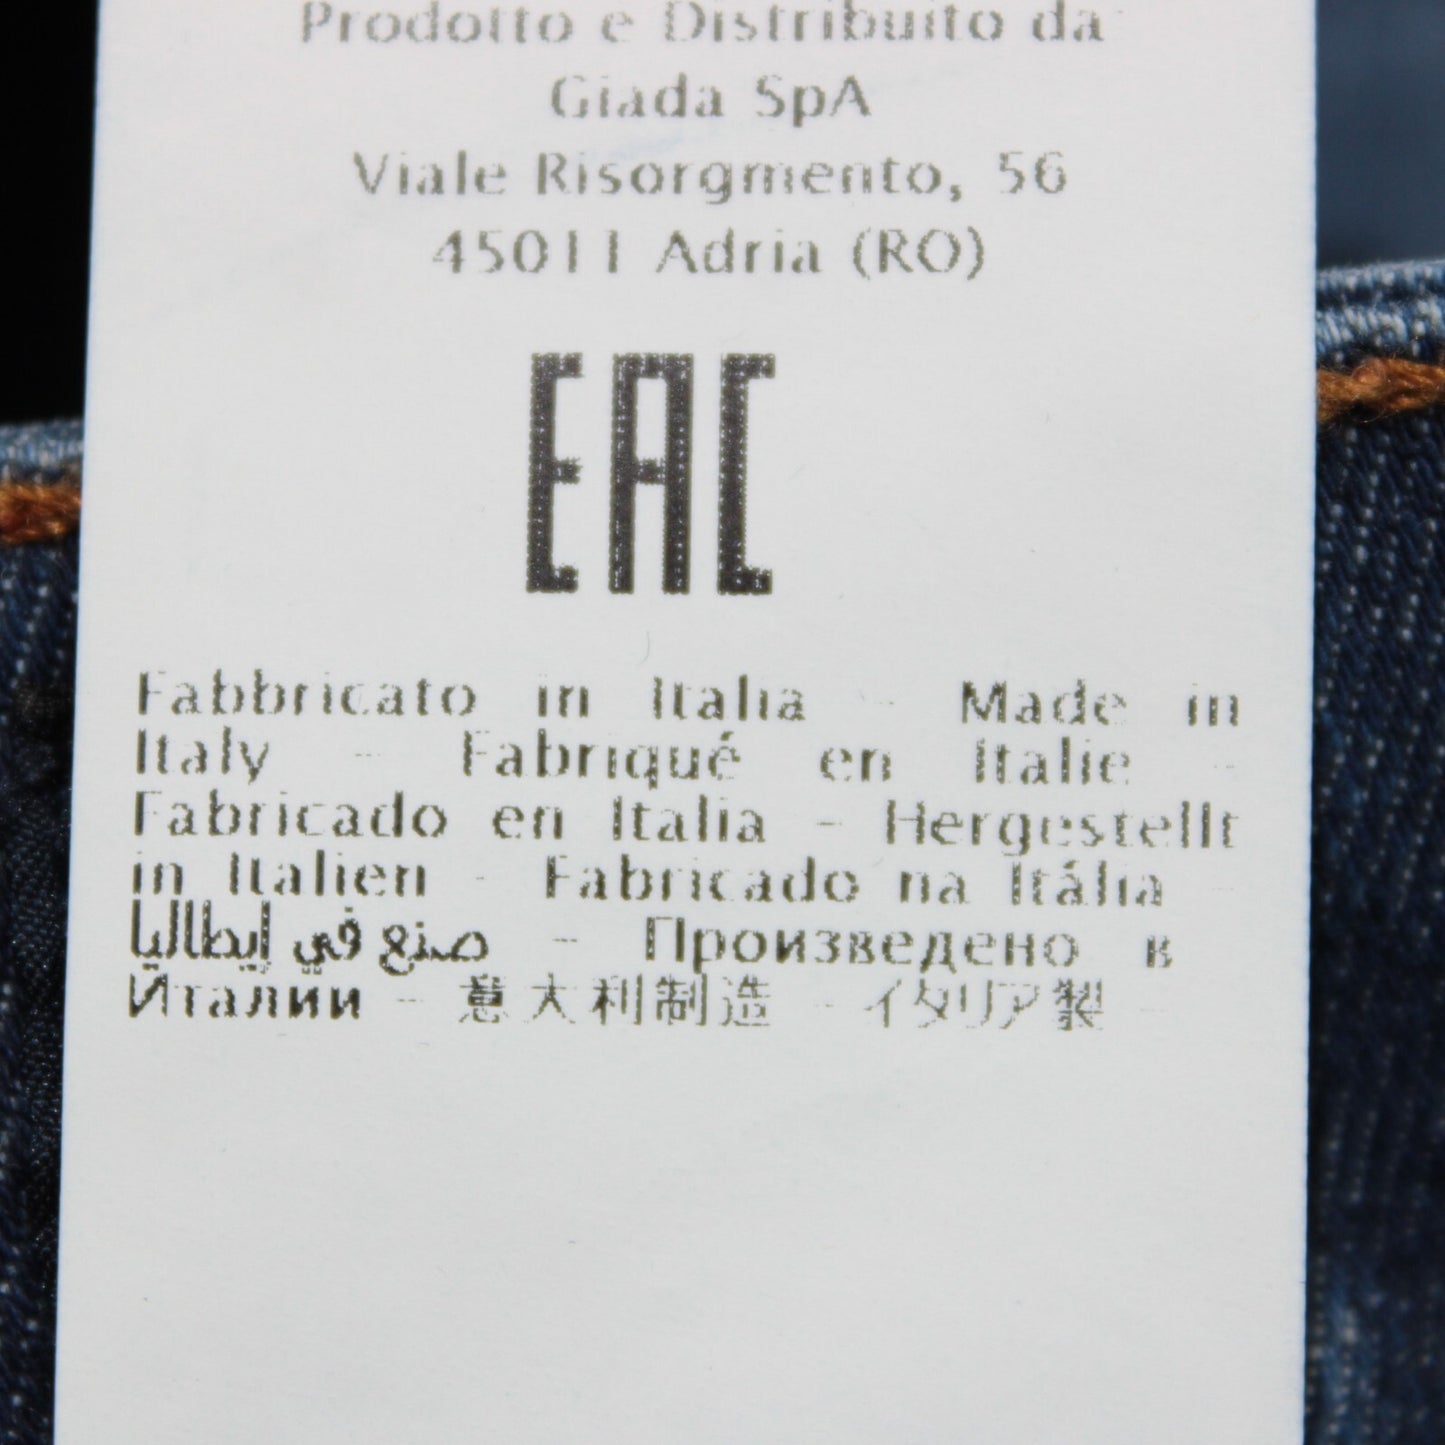 Prodotto e Distribuito da
Giada SpA
Viale Risorgmento, 56
45011 Adria (RO)
EAC
Fabbricato in Italia - Made in
Italy - Fabriqué en Italie -
Fabricado en Italia - Hergestellt
in Italien - Fabricado na Itália -
صنع في إيطاليا - Произведено в
Италии - 意大利制造 - イタリア製 -